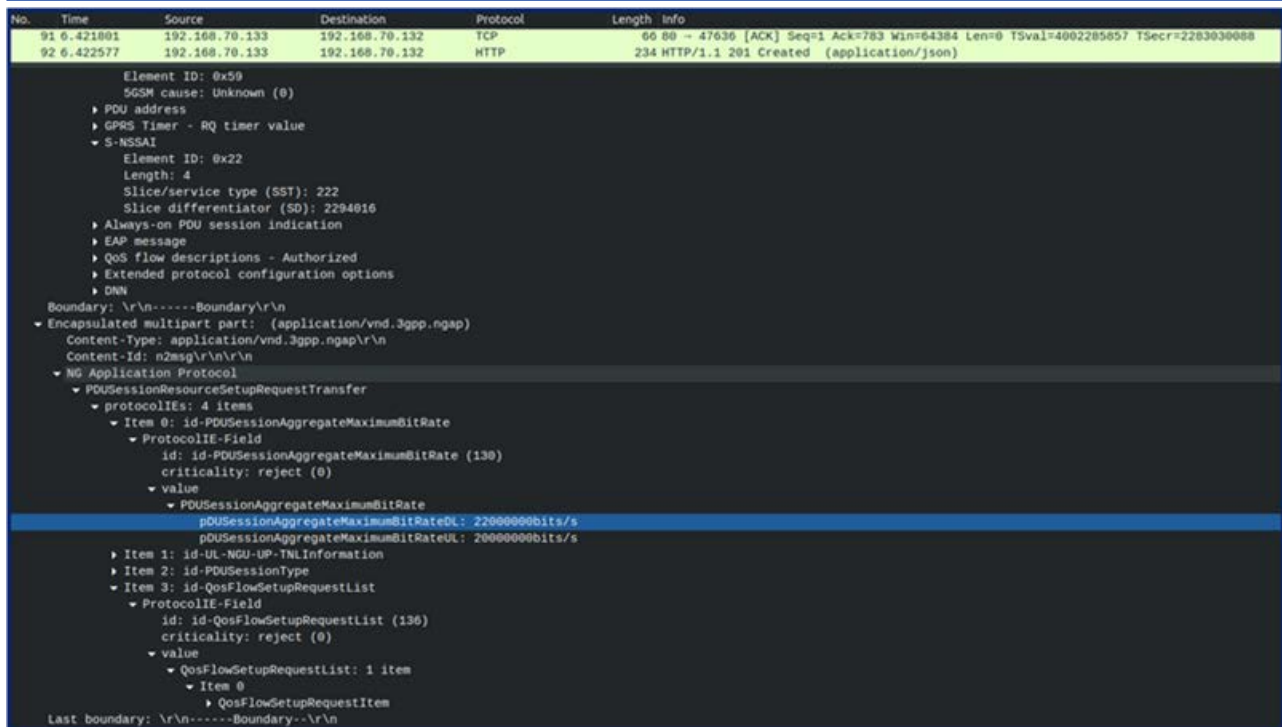 No. Time Source Destination Protocol Length Info
91 6.421801 192.168.70.133 192.168.70.132 TCP 66 80 → 47636 [ACK] Seq=1 Ack=783 Win=64384 Len=0 TSval=4002285857 TSecr=2283030088
92 6.422577 192.168.70.133 192.168.70.132 HTTP 234 HTTP/1.1 201 Created (application/json)
Element ID: 0x59
5GSM cause: Unknown (0)
PDU address
GPRS Timer - RQ timer value
S-NSSAI
Element ID: 0x22
Length: 4
Slice/service type (SST): 222
Slice differentiator (SD): 2294016
Always-on PDU session indication
EAP message
QoS flow descriptions - Authorized
Extended protocol configuration options
DNN
Boundary: \r\n------Boundary\r\n
Encapsulated multipart part: (application/vnd.3gpp.ngap)
Content-Type: application/vnd.3gpp.ngap\r\n
Content-Id: n2msg\r\n\r\n
NG Application Protocol
PDUSessionResourceSetupRequestTransfer
protocolIEs: 4 items
Item 0: id-PDUSessionAggregateMaximumBitRate
ProtocolIE-Field
id: id-PDUSessionAggregateMaximumBitRate (130)
criticality: reject (0)
value
PDUSessionAggregateMaximumBitRate
pDUSessionAggregateMaximumBitRateDL: 22000000bits/s
pDUSessionAggregateMaximumBitRateUL: 20000000bits/s
Item 1: id-UL-NGU-UP-TNLInformation
Item 2: id-PDUSessionType
Item 3: id-QosFlowSetupRequestList
ProtocolIE-Field
id: id-QosFlowSetupRequestList (136)
criticality: reject (0)
value
QosFlowSetupRequestList: 1 item
Item 0
QosFlowSetupRequestItem
Last boundary: \r\n------Boundary--\r\n